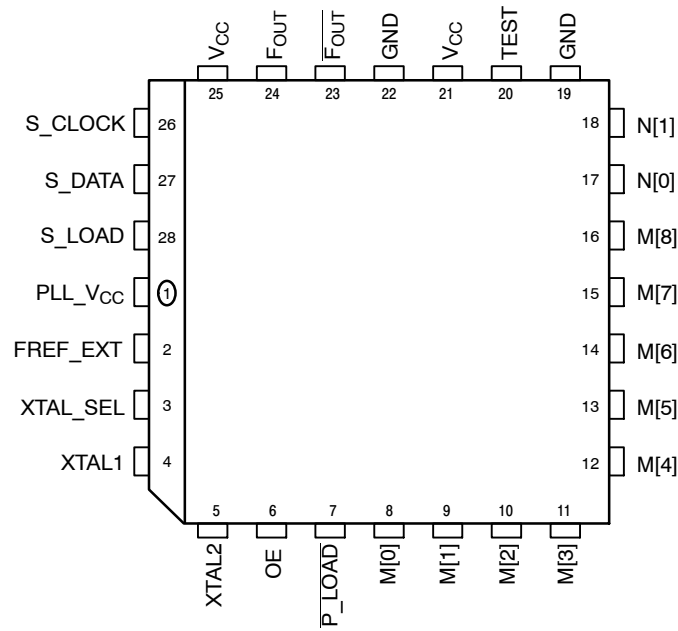 VCC FOUT F̅O̅U̅T̅ GND VCC TEST GND
25 24 23 22 21 20 19
S_CLOCK 26 18 N[1]
S_DATA 27 17 N[0]
S_LOAD 28 16 M[8]
PLL_VCC 1 15 M[7]
FREF_EXT 2 14 M[6]
XTAL_SEL 3 13 M[5]
XTAL1 4 12 M[4]
5 6 7 8 9 10 11
XTAL2 OE P̅_̅L̅O̅A̅D̅ M[0] M[1] M[2] M[3]